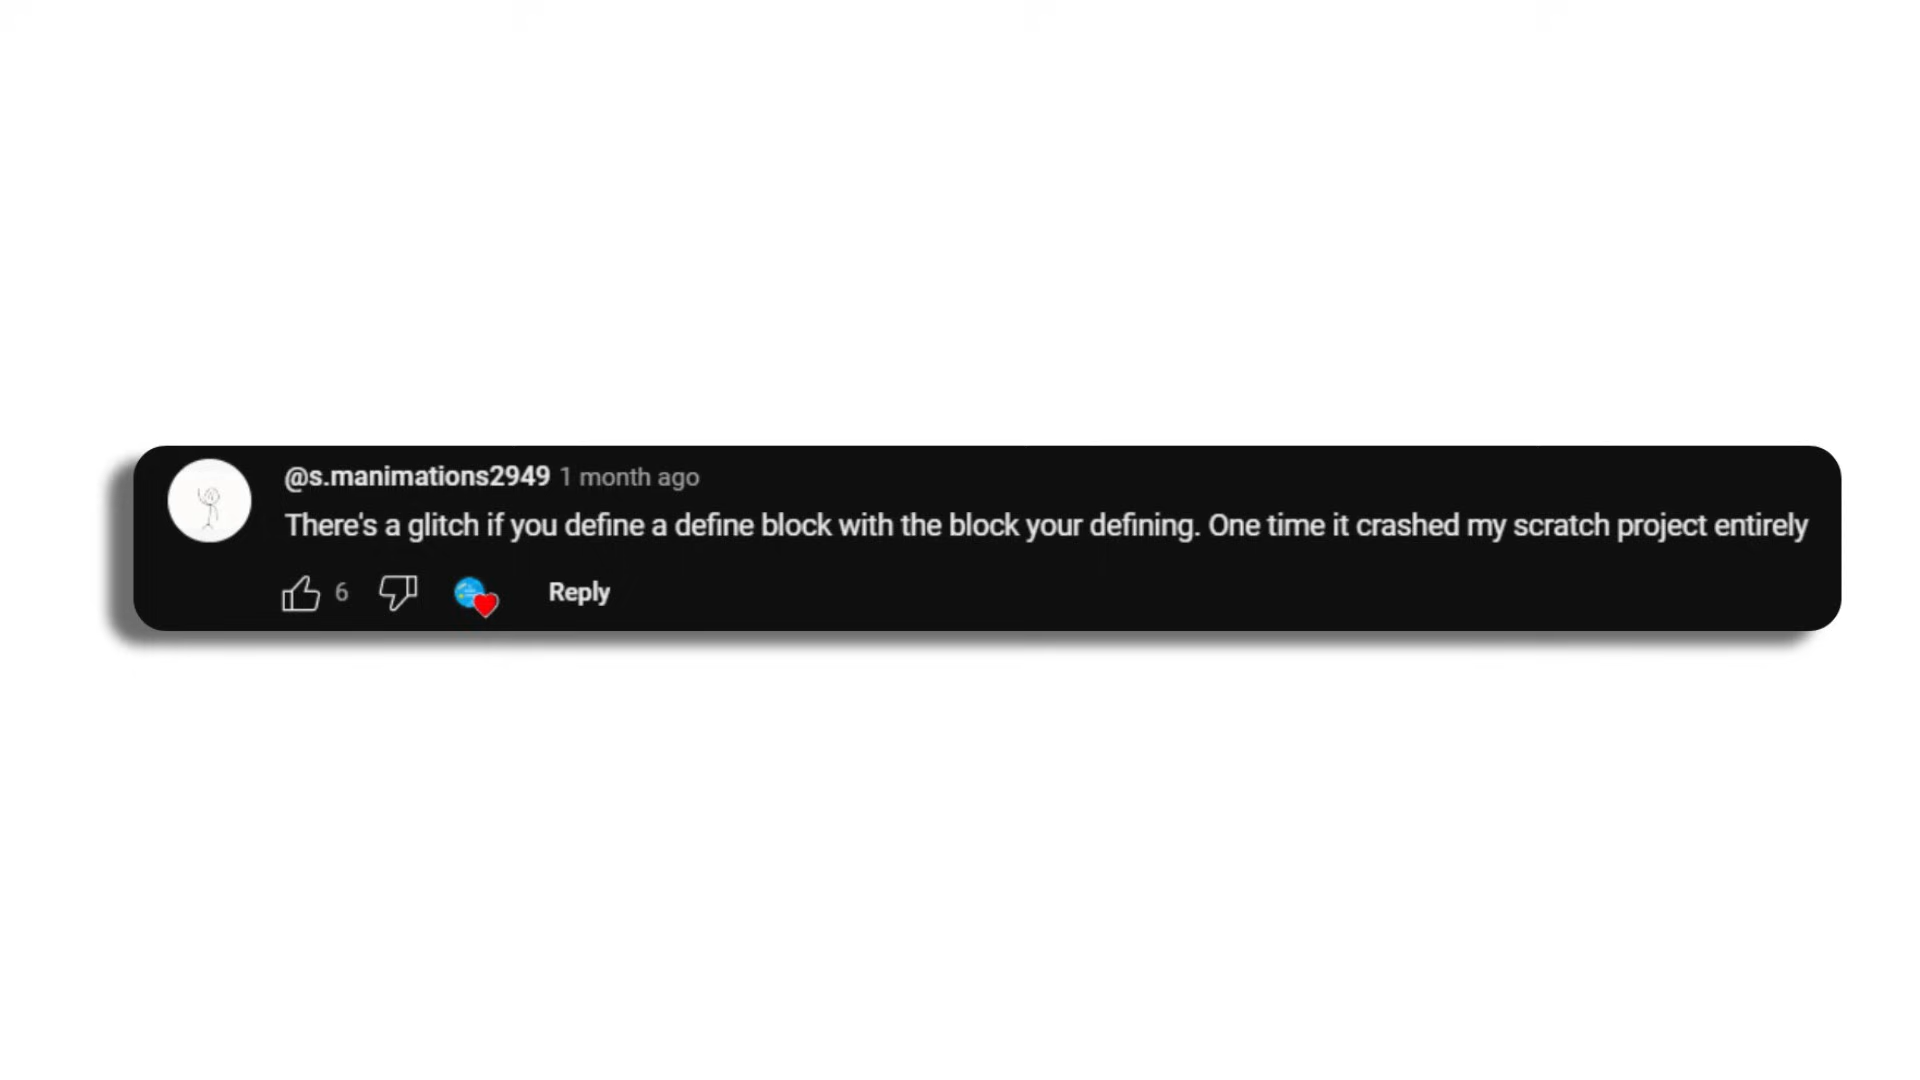 @s.manimations2949 1 month ago
There's a glitch if you define a define block with the block your defining. One time it crashed my scratch project entirely
6 Reply